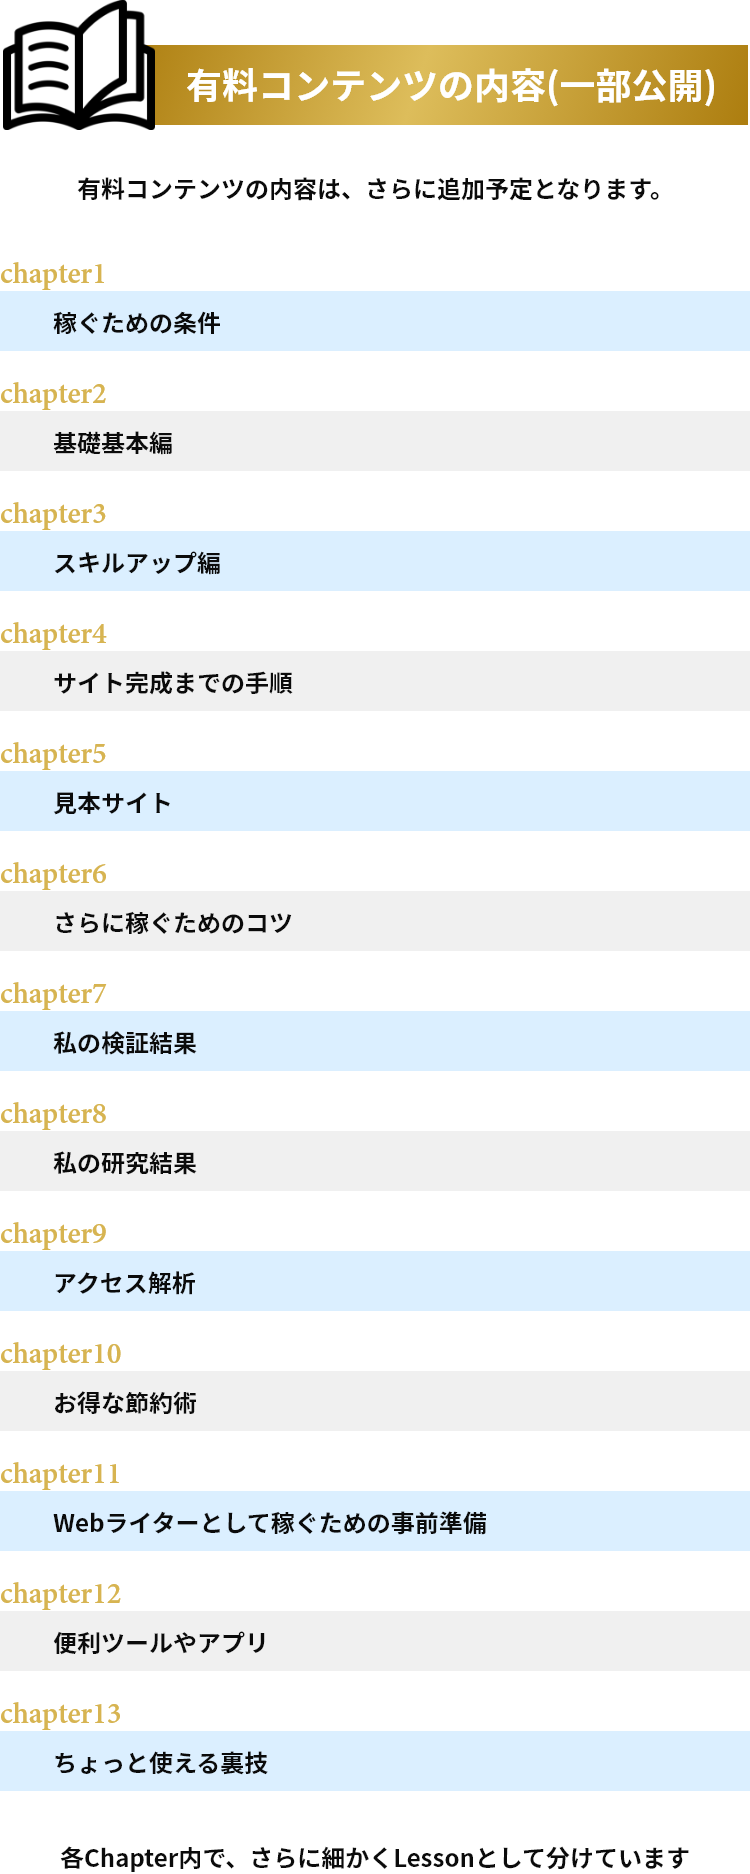 有料コンテンツの内容(一部公開)
有料コンテンツの内容は、さらに追加予定となります。
chapter1
稼ぐための条件
chapter2
基礎基本編
chapter3
スキルアップ編
chapter4
サイト完成までの手順
chapter5
見本サイト
chapter6
さらに稼ぐためのコツ
chapter7
私の検証結果
chapter8
私の研究結果
chapter9
アクセス解析
chapter10
お得な節約術
chapter11
Webライターとして稼ぐための事前準備
chapter12
便利ツールやアプリ
chapter13
ちょっと使える裏技
各Chapter内で、さらに細かくLessonとして分けています